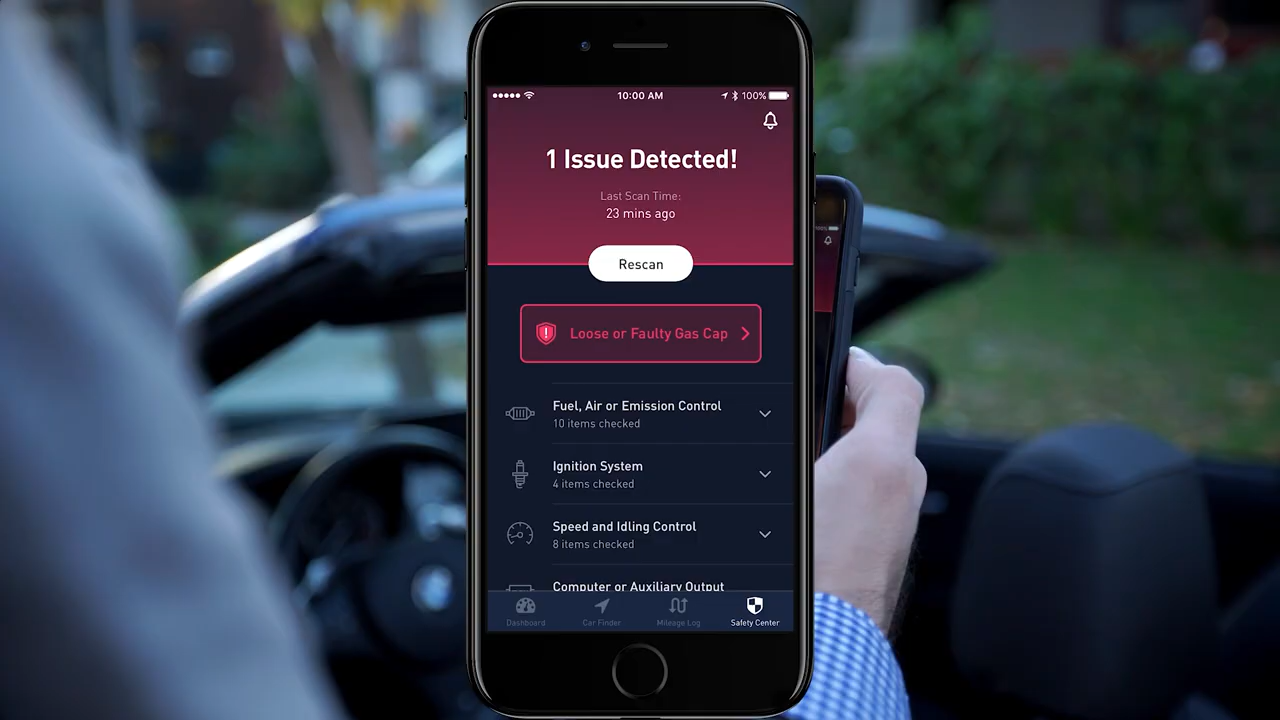 10:00 AM
100%
1 Issue Detected!
Last Scan Time:
23 mins ago
Rescan
Loose or Faulty Gas Cap
Fuel, Air or Emission Control
10 items checked
Ignition System
4 items checked
Speed and Idling Control
8 items checked
Computer or Auxiliary Output
Dashboard
Car Finder
Mileage Log
Safety Center